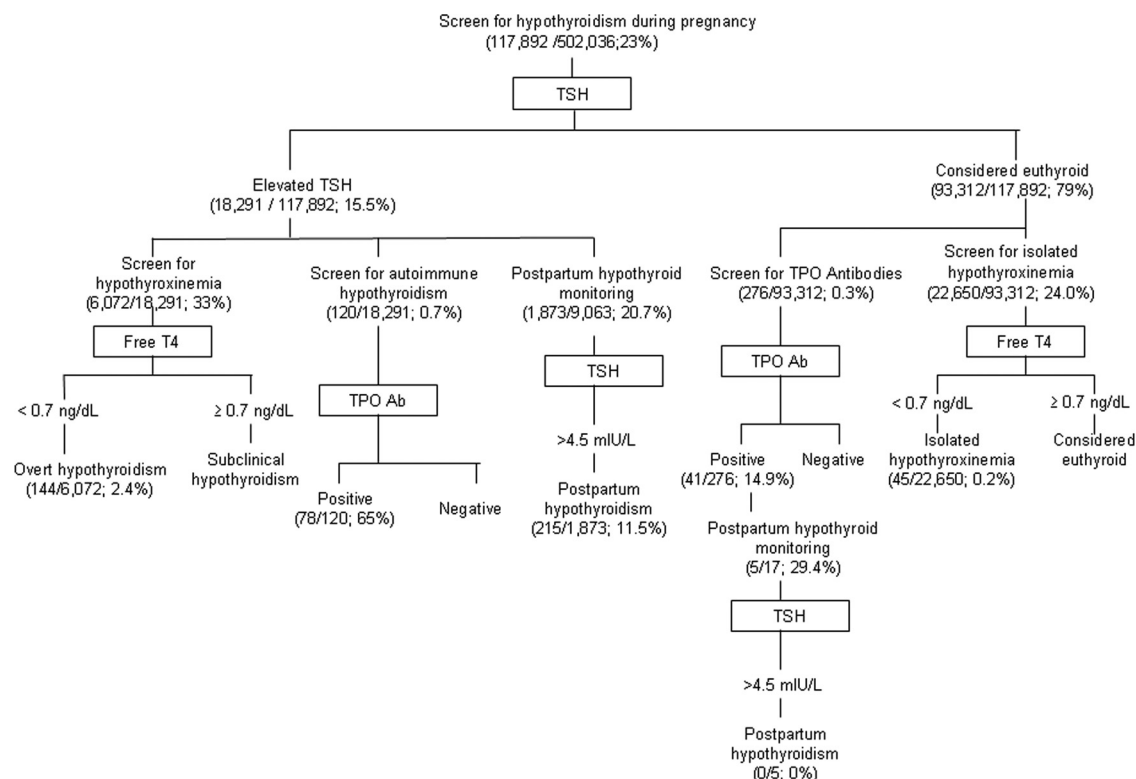 Screen for hypothyroidism during pregnancy
(117,892 /502,036;23%)
TSH
Elevated TSH
(18,291 / 117,892; 15.5%)
Considered euthyroid
(93,312/117,892; 79%)
Screen for
hypothyroxinemia
(6,072/18,291; 33%)
Free T4
< 0.7 ng/dL
≥ 0.7 ng/dL
Overt hypothyroidism
(144/6,072; 2.4%)
Subclinical
hypothyroidism
Screen for autoimmune
hypothyroidism
(120/18,291; 0.7%)
TPO Ab
Positive
(78/120; 65%)
Negative
Postpartum hypothyroid
monitoring
(1,873/9,063; 20.7%)
TSH
>4.5 mIU/L
Postpartum
hypothyroidism
(215/1,873; 11.5%)
Screen for TPO Antibodies
(276/93,312; 0.3%)
TPO Ab
Positive
(41/276; 14.9%)
Negative
Postpartum hypothyroid
monitoring
(5/17; 29.4%)
TSH
>4.5 mIU/L
Postpartum
hypothyroidism
(0/5; 0%)
Screen for isolated
hypothyroxinemia
(22,650/93,312; 24.0%)
Free T4
< 0.7 ng/dL
≥ 0.7 ng/dL
Isolated
hypothyroxinemia
(45/22,650; 0.2%)
Considered
euthyroid